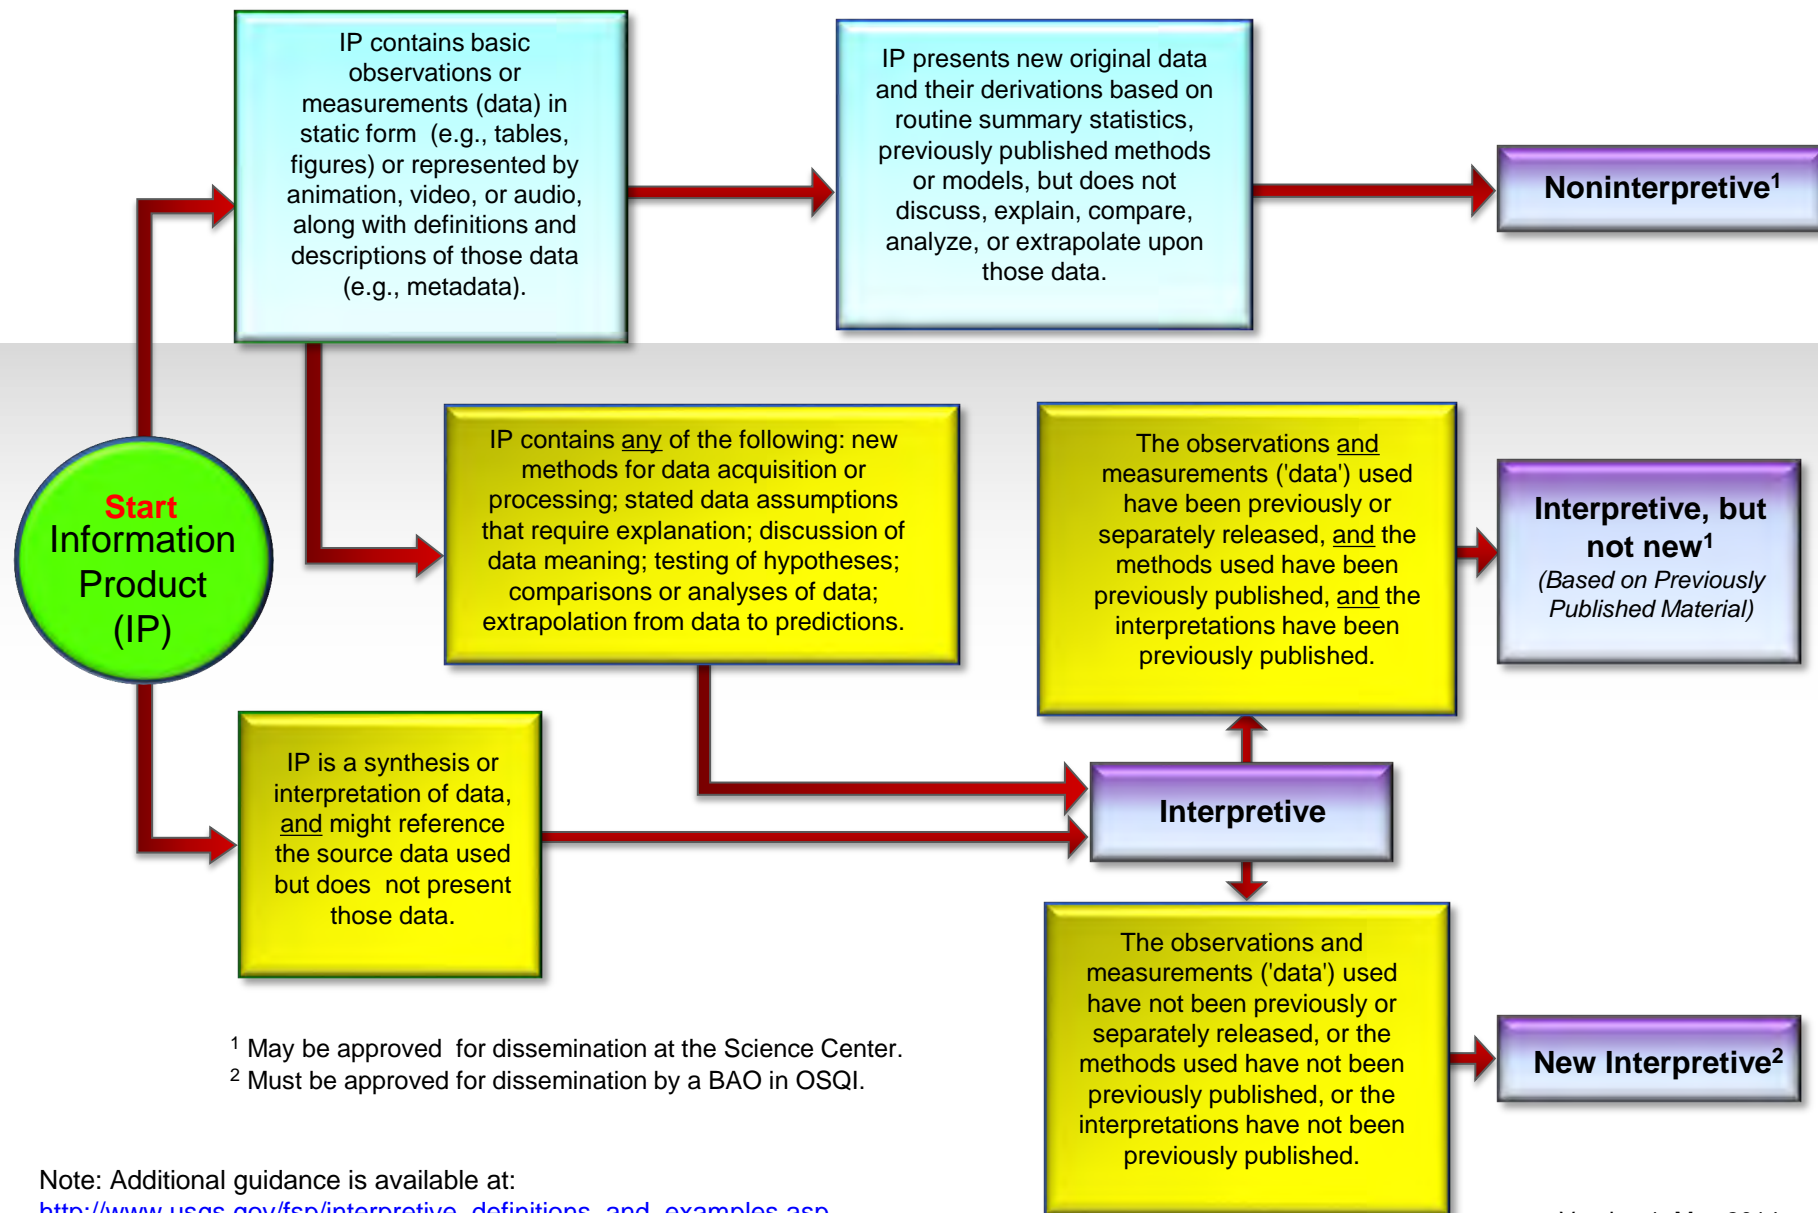 IP contains basic
observations or
measurements (data) in
static form (e.g., tables,
figures) or represented by
animation, video, or audio,
along with definitions and
descriptions of those data
(e.g., metadata).
IP presents new original data
and their derivations based on
routine summary statistics,
previously published methods
or models, but does not
discuss, explain, compare,
analyze, or extrapolate upon
those data.
Noninterpretive¹
Start
Information
Product
(IP)
IP contains any of the following: new
methods for data acquisition or
processing; stated data assumptions
that require explanation; discussion of
data meaning; testing of hypotheses;
comparisons or analyses of data;
extrapolation from data to predictions.
The observations and
measurements ('data') used
have been previously or
separately released, and the
methods used have been
previously published, and the
interpretations have been
previously published.
Interpretive, but
not new¹
(Based on Previously
Published Material)
IP is a synthesis or
interpretation of data,
and might reference
the source data used
but does not present
those data.
Interpretive
The observations and
measurements ('data') used
have not been previously or
separately released, or the
methods used have not been
previously published, or the
interpretations have not been
previously published.
New Interpretive²
¹ May be approved for dissemination at the Science Center.
² Must be approved for dissemination by a BAO in OSQI.
Note: Additional guidance is available at:
http://www.usgs.gov/fsp/interpretive_definitions_and_examples.asp